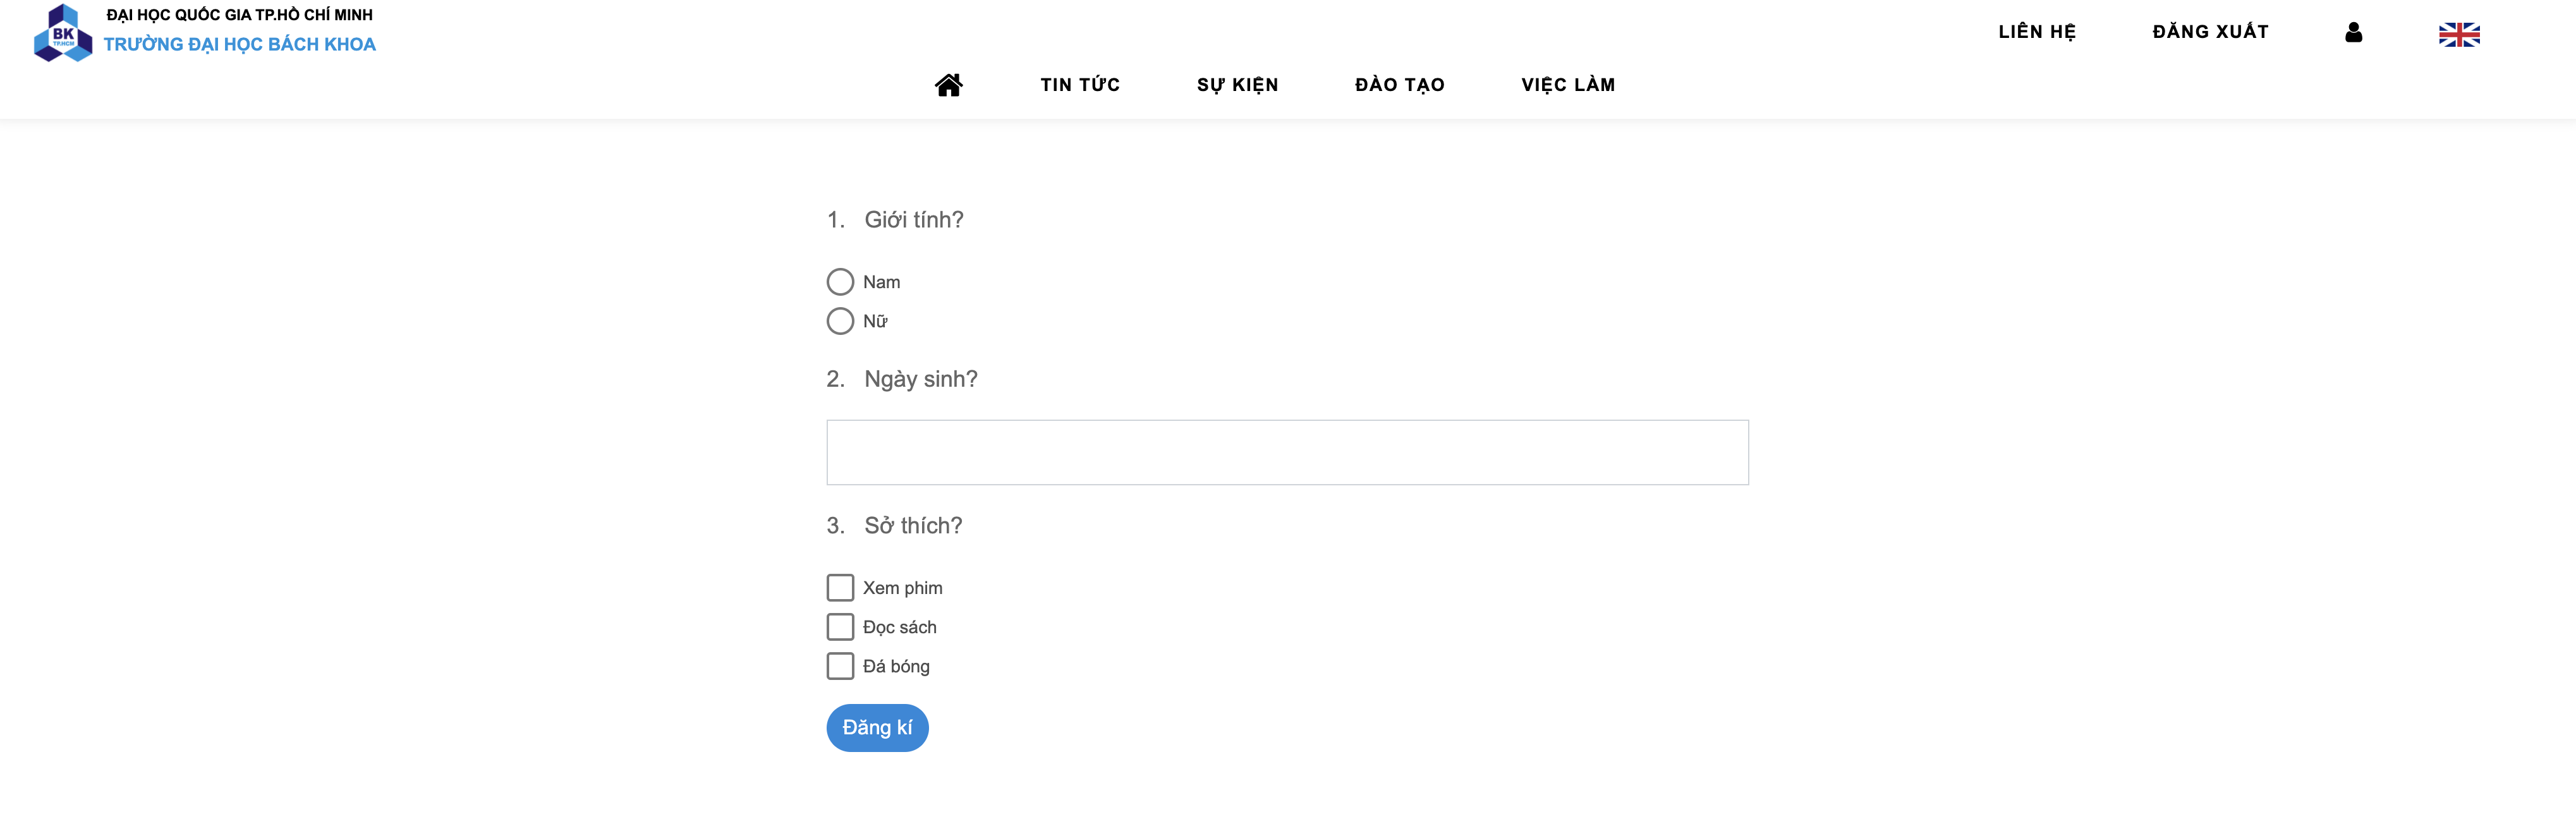 BK
TP.HCM
ĐẠI HỌC QUỐC GIA TP.HỒ CHÍ MINH
TRƯỜNG ĐẠI HỌC BÁCH KHOA
LIÊN HỆ
ĐĂNG XUẤT
TIN TỨC
SỰ KIỆN
ĐÀO TẠO
VIỆC LÀM
1. Giới tính?
Nam
Nữ
2. Ngày sinh?
3. Sở thích?
Xem phim
Đọc sách
Đá bóng
Đăng kí